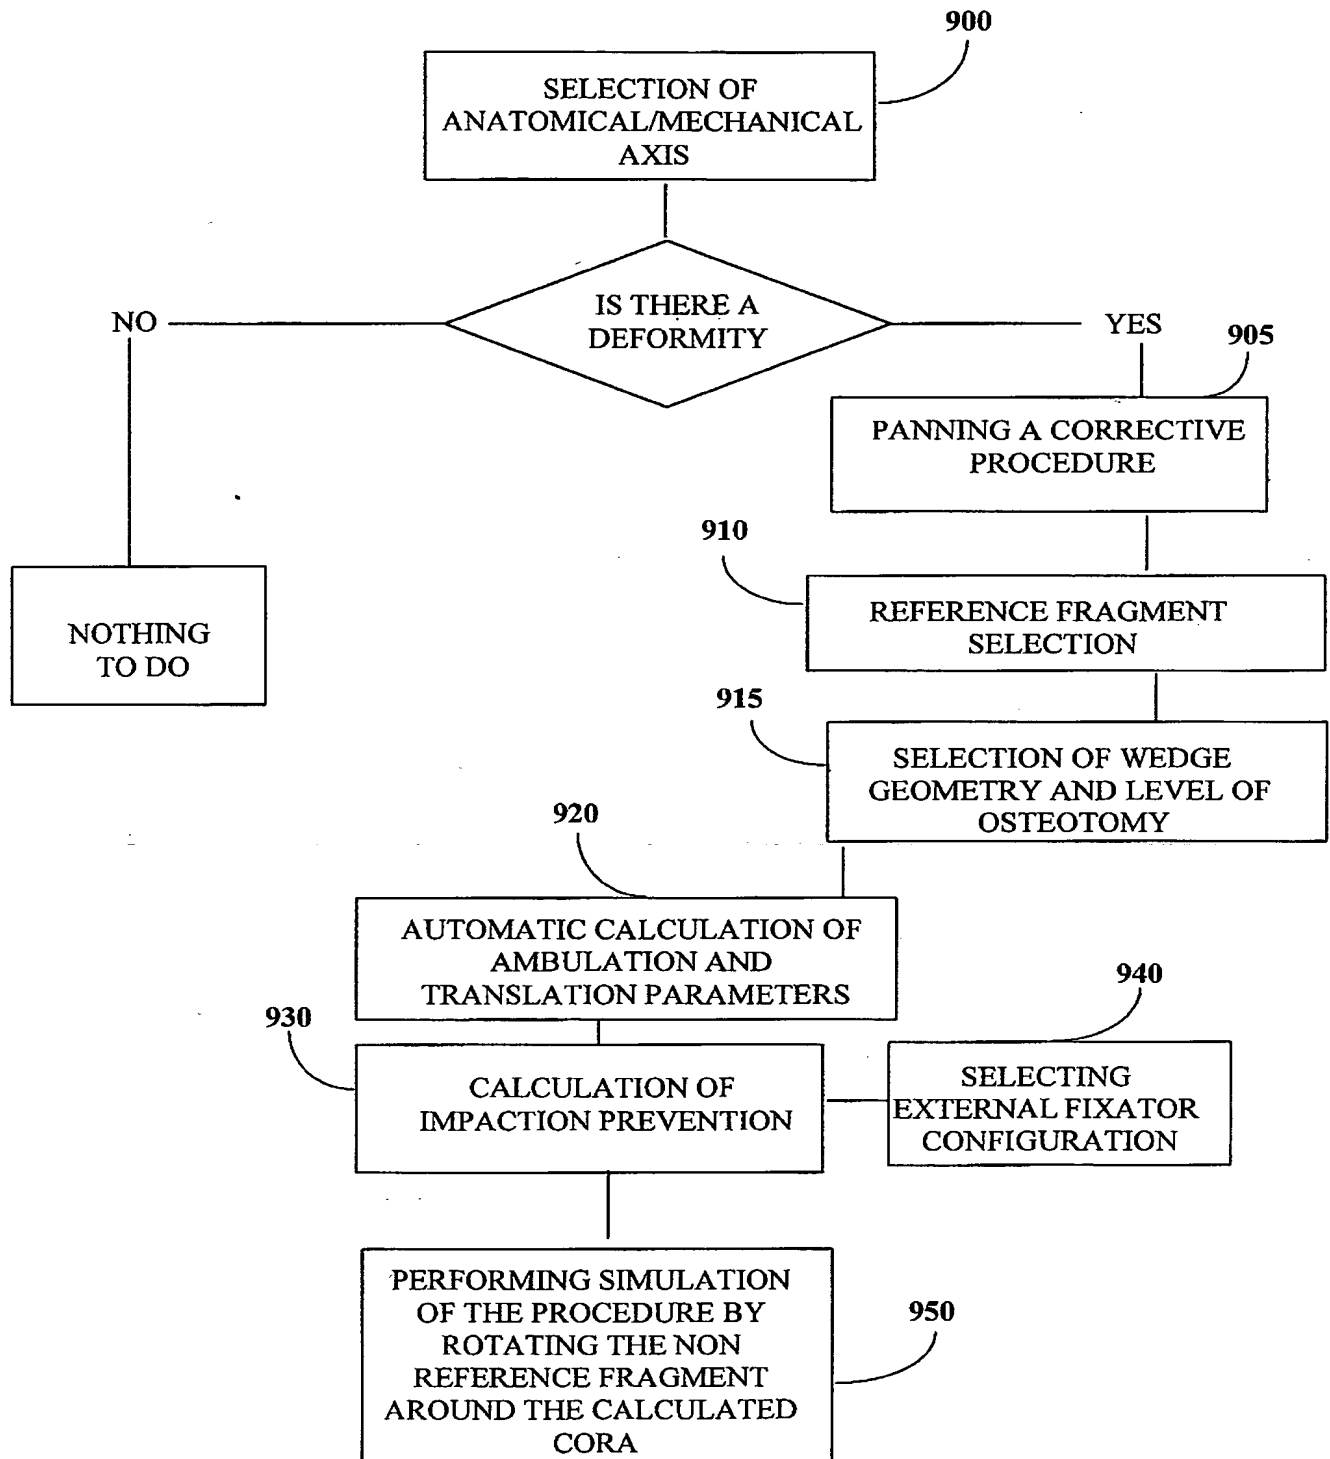 900
SELECTION OF
ANATOMICAL/MECHANICAL
AXIS
IS THERE A
DEFORMITY
NO
YES
905
PANNING A CORRECTIVE
PROCEDURE
910
REFERENCE FRAGMENT
SELECTION
NOTHING
TO DO
915
SELECTION OF WEDGE
GEOMETRY AND LEVEL OF
OSTEOTOMY
920
AUTOMATIC CALCULATION OF
AMBULATION AND
TRANSLATION PARAMETERS
930
CALCULATION OF
IMPACTION PREVENTION
940
SELECTING
EXTERNAL FIXATOR
CONFIGURATION
PERFORMING SIMULATION
OF THE PROCEDURE BY
ROTATING THE NON
REFERENCE FRAGMENT
AROUND THE CALCULATED
CORA
950